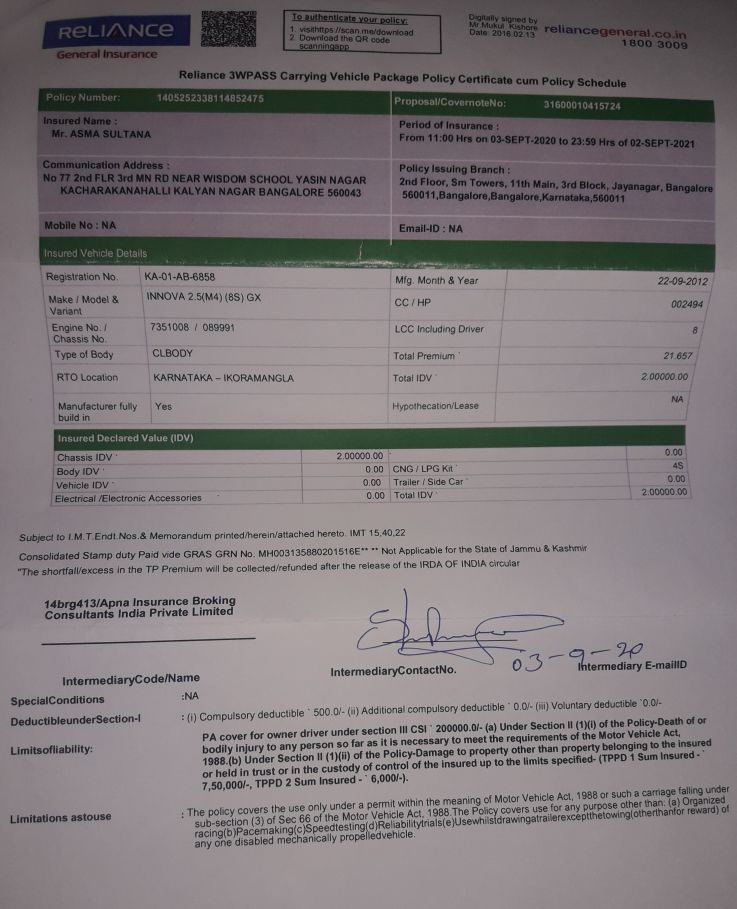 RELIANCE
General Insurance
To authenticate your policy:
1. visithttps://scan.me/download
2 Download the QR code
scanningapp
Digitally signed by
Mr.Mukul Kishore
Date: 2016.02.13
reliancegeneral.co.in
1800 3009
Reliance 3WPASS Carrying Vehicle Package Policy Certificate cum Policy Schedule
Policy Number: 1405252338114852475 Proposal/CovernoteNo: 31600010415724
Insured Name :
Mr. ASMA SULTANA
Period of Insurance :
From 11:00 Hrs on 03-SEPT-2020 to 23:59 Hrs of 02-SEPT-2021
Communication Address :
No 77 2nd FLR 3rd MN RD NEAR WISDOM SCHOOL YASIN NAGAR
KACHARAKANAHALLI KALYAN NAGAR BANGALORE 560043
Policy Issuing Branch :
2nd Floor, Sm Towers, 11th Main, 3rd Block, Jayanagar, Bangalore
560011,Bangalore,Bangalore,Karnataka,560011
Mobile No : NA Email-ID : NA
Insured Vehicle Details
Registration No. KA-01-AB-6858 Mfg. Month & Year 22-09-2012
Make / Model &
Variant
INNOVA 2.5(M4) (8S) GX CC / HP 002494
Engine No. /
Chassis No.
7351008 / 089991 LCC Including Driver 8
Type of Body CLBODY Total Premium ` 21.657
RTO Location KARNATAKA – IKORAMANGLA Total IDV ` 2.00000.00
Manufacturer fully
build in
Yes Hypothecation/Lease NA
Insured Declared Value (IDV)
Chassis IDV ` 2.00000.00 0.00
Body IDV ` 0.00 CNG / LPG Kit ` 4S
Vehicle IDV ` 0.00 Trailer / Side Car ` 0.00
Electrical /Electronic Accessories 0.00 Total IDV ` 2.00000.00
Subject to I.M.T.Endt.Nos.& Memorandum printed/herein/attached hereto. IMT 15,40,22
Consolidated Stamp duty Paid vide GRAS GRN No. MH003135880201516E** ** Not Applicable for the State of Jammu & Kashmir
"The shortfall/excess in the TP Premium will be collected/refunded after the release of the IRDA OF INDIA circular
14brg413/Apna Insurance Broking
Consultants India Private Limited
03-9-20
IntermediaryCode/Name IntermediaryContactNo. Intermediary E-mailID
SpecialConditions :NA
DeductibleunderSection-I : (i) Compulsory deductible ` 500.0/- (ii) Additional compulsory deductible ` 0.0/- (iii) Voluntary deductible `0.0/-
Limitsofliability: PA cover for owner driver under section III CSI ` 200000.0/- (a) Under Section II (1)(i) of the Policy-Death of or
bodily injury to any person so far as it is necessary to meet the requirements of the Motor Vehicle Act,
1988.(b) Under Section II (1)(ii) of the Policy-Damage to property other than property belonging to the insured
or held in trust or in the custody of control of the insured up to the limits specified- (TPPD 1 Sum Insured - `
7,50,000/-, TPPD 2 Sum Insured - ` 6,000/-).
Limitations astouse : The policy covers the use only under a permit within the meaning of Motor Vehicle Act, 1988 or such a carriage falling under
sub-section (3) of Sec 66 of the Motor Vehicle Act, 1988.The Policy covers use for any purpose other than: (a) Organized
racing(b)Pacemaking(c)Speedtesting(d)Reliabilitytrials(e)Usewhilstdrawingatrailerexceptthetowing(otherthanfor reward) of
any one disabled mechanically propelledvehicle.